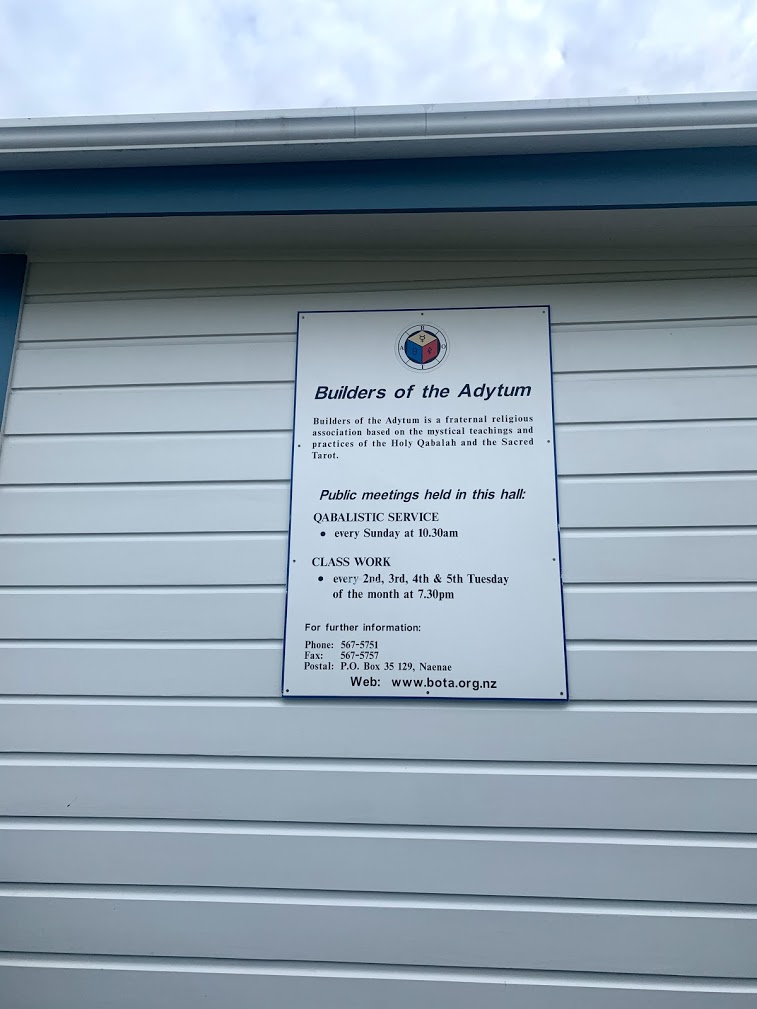 B
A O
Builders of the Adytum
Builders of the Adytum is a fraternal religious
association based on the mystical teachings and
practices of the Holy Qabalah and the Sacred
Tarot.
Public meetings held in this hall:
QABALISTIC SERVICE
• every Sunday at 10.30am
CLASS WORK
• every 2nd, 3rd, 4th & 5th Tuesday
of the month at 7.30pm
For further information:
Phone: 567-5751
Fax: 567-5757
Postal: P.O. Box 35 129, Naenae
Web: www.bota.org.nz